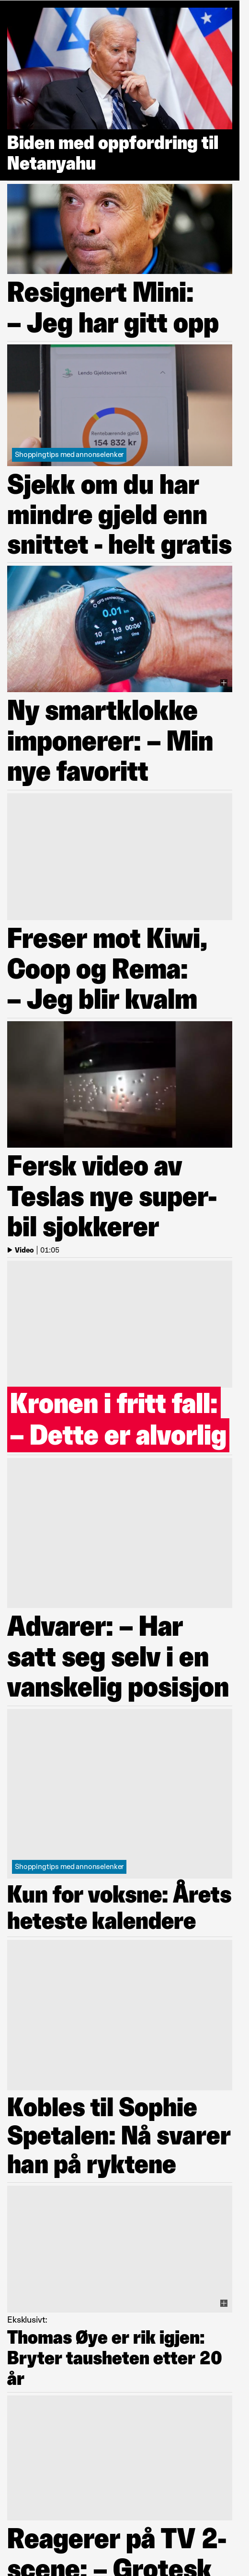 Biden med oppfordring til
Netanyahu
Resignert Mini:
– Jeg har gitt opp
Lendo Gjeldsoversikt
154 832 kr
Shoppingtips med annonselenker
Sjekk om du har
mindre gjeld enn
snittet - helt gratis
0.01
Ny smartklokke
imponerer: – Min
nye favoritt
Freser mot Kiwi,
Coop og Rema:
– Jeg blir kvalm
Fersk video av
Teslas nye super-
bil sjokkerer
Video | 01:05
Kronen i fritt fall:
– Dette er alvorlig
Advarer: – Har
satt seg selv i en
vanskelig posisjon
Shoppingtips med annonselenker
Kun for voksne: Årets
heteste kalendere
Kobles til Sophie
Spetalen: Nå svarer
han på ryktene
Eksklusivt:
Thomas Øye er rik igjen:
Bryter tausheten etter 20
år
Reagerer på TV 2-
scene: – Grotesk